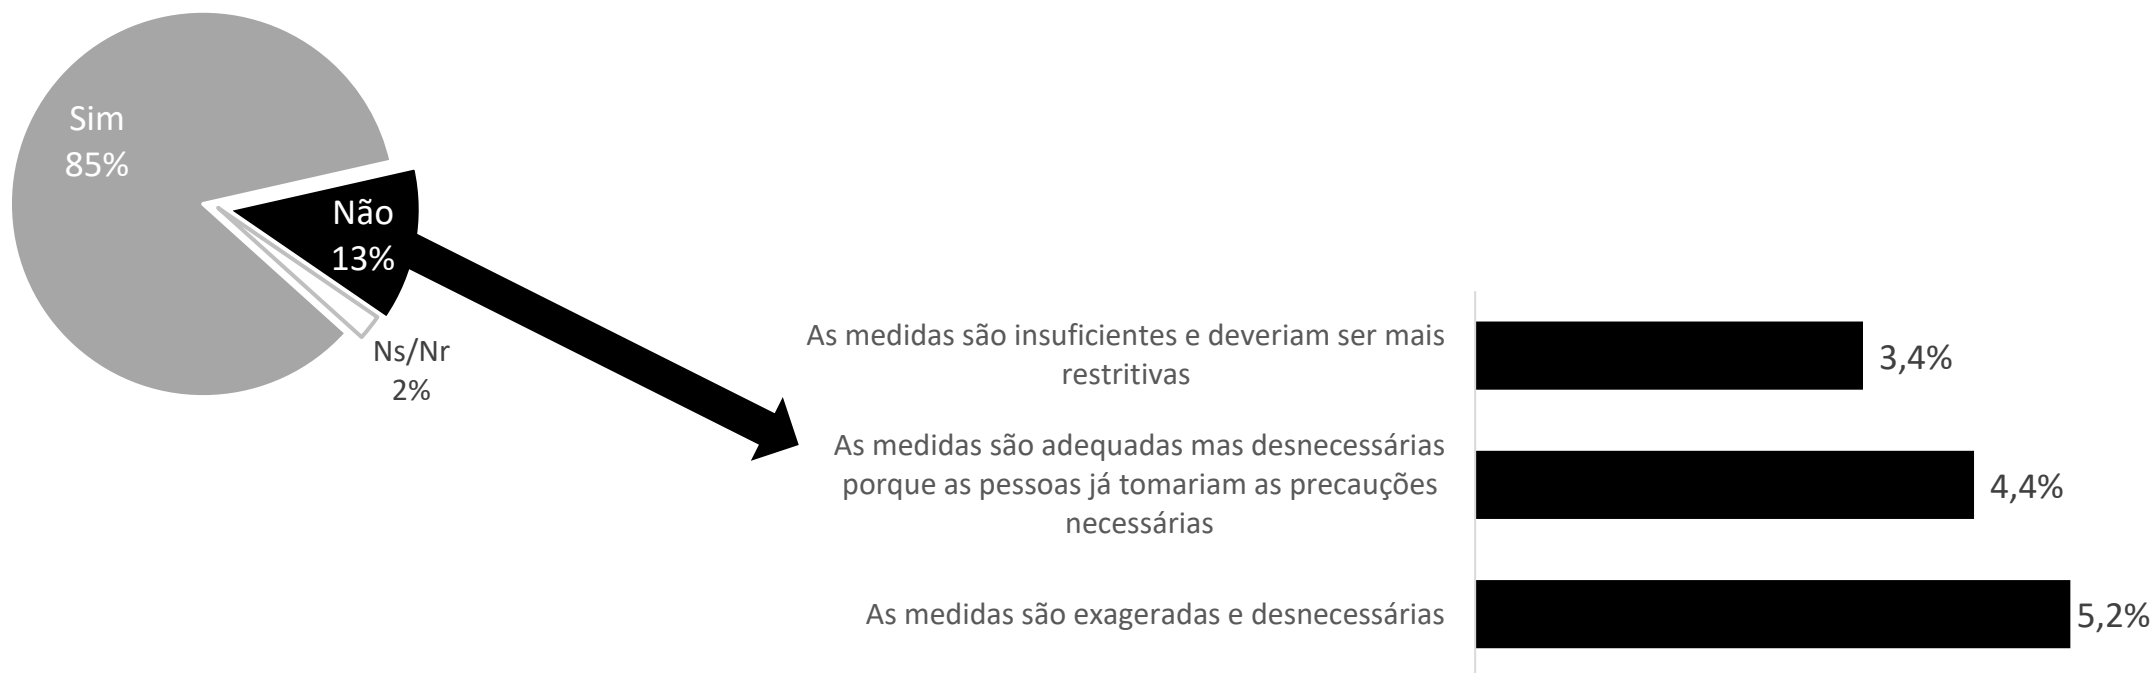 Sim
85%
Não
13%
Ns/Nr
2%
As medidas são insuficientes e deveriam ser mais
restritivas
3,4%
As medidas são adequadas mas desnecessárias
porque as pessoas já tomariam as precauções
necessárias
4,4%
As medidas são exageradas e desnecessárias
5,2%